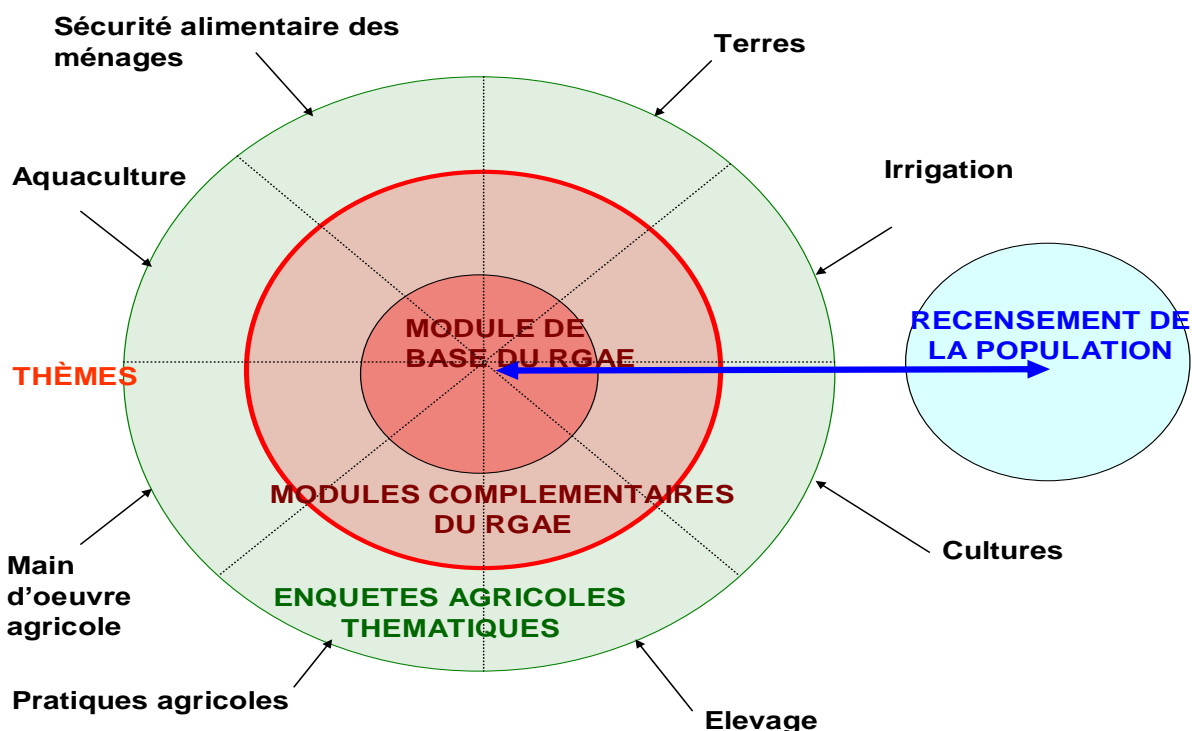 Sécurité alimentaire des
ménages
Terres
Aquaculture
Irrigation
MODULE DE
BASE DU RGAE
RECENSEMENT DE
LA POPULATION
THÈMES
MODULES COMPLEMENTAIRES
DU RGAE
Cultures
Main
d'oeuvre
agricole
ENQUETES AGRICOLES
THEMATIQUES
Pratiques agricoles
Elevage